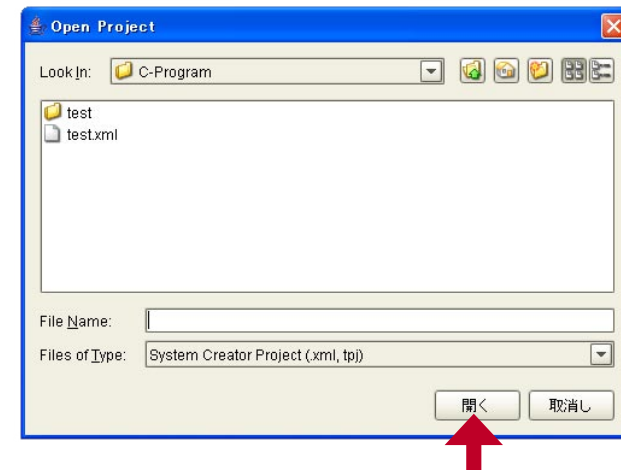 Open Project
Look In: C-Program
test
test.xml
File Name:
Files of Type: System Creator Project (.xml, tpj)
開く 取消し